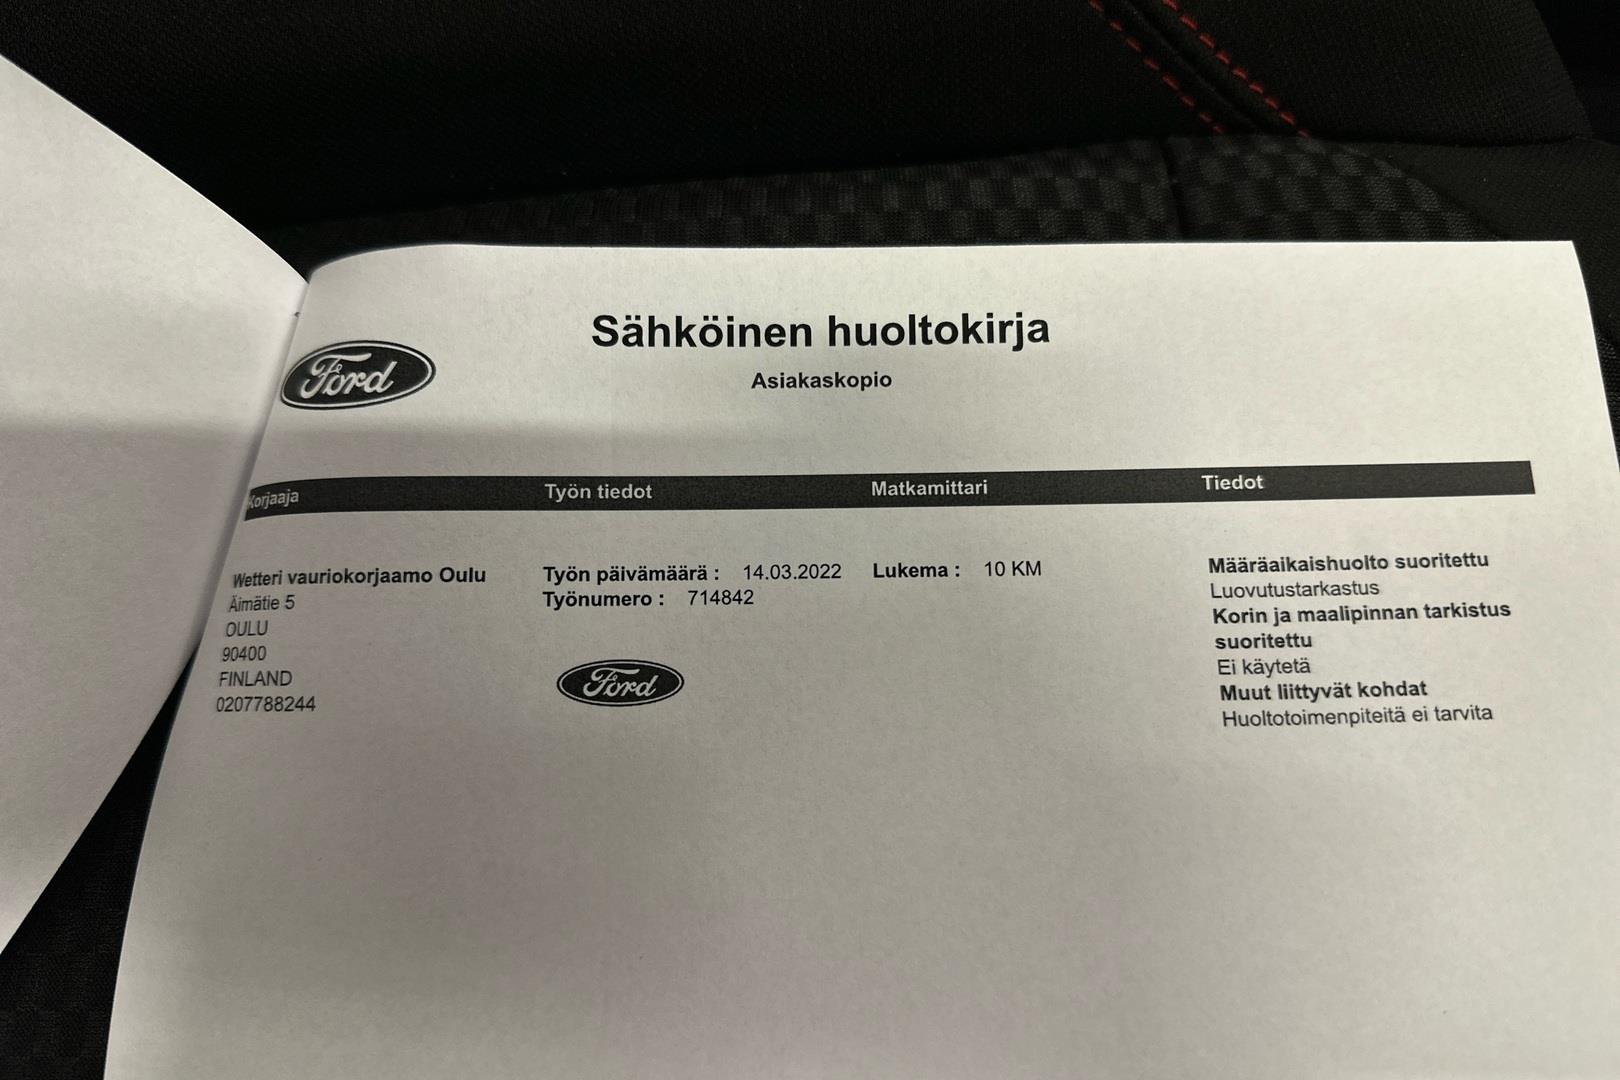 Sähköinen huoltokirja
Ford
Asiakaskopio
Korjaaja Työn tiedot Matkamittari Tiedot
Wetteri vauriokorjaamo Oulu
Äimätie 5
OULU
90400
FINLAND
0207788244
Työn päivämäärä : 14.03.2022
Työnumero : 714842
Ford
Lukema : 10 KM
Määräaikaishuolto suoritettu
Luovutustarkastus
Korin ja maalipinnan tarkistus
suoritettu
Ei käytetä
Muut liittyvät kohdat
Huoltotoimenpiteitä ei tarvita